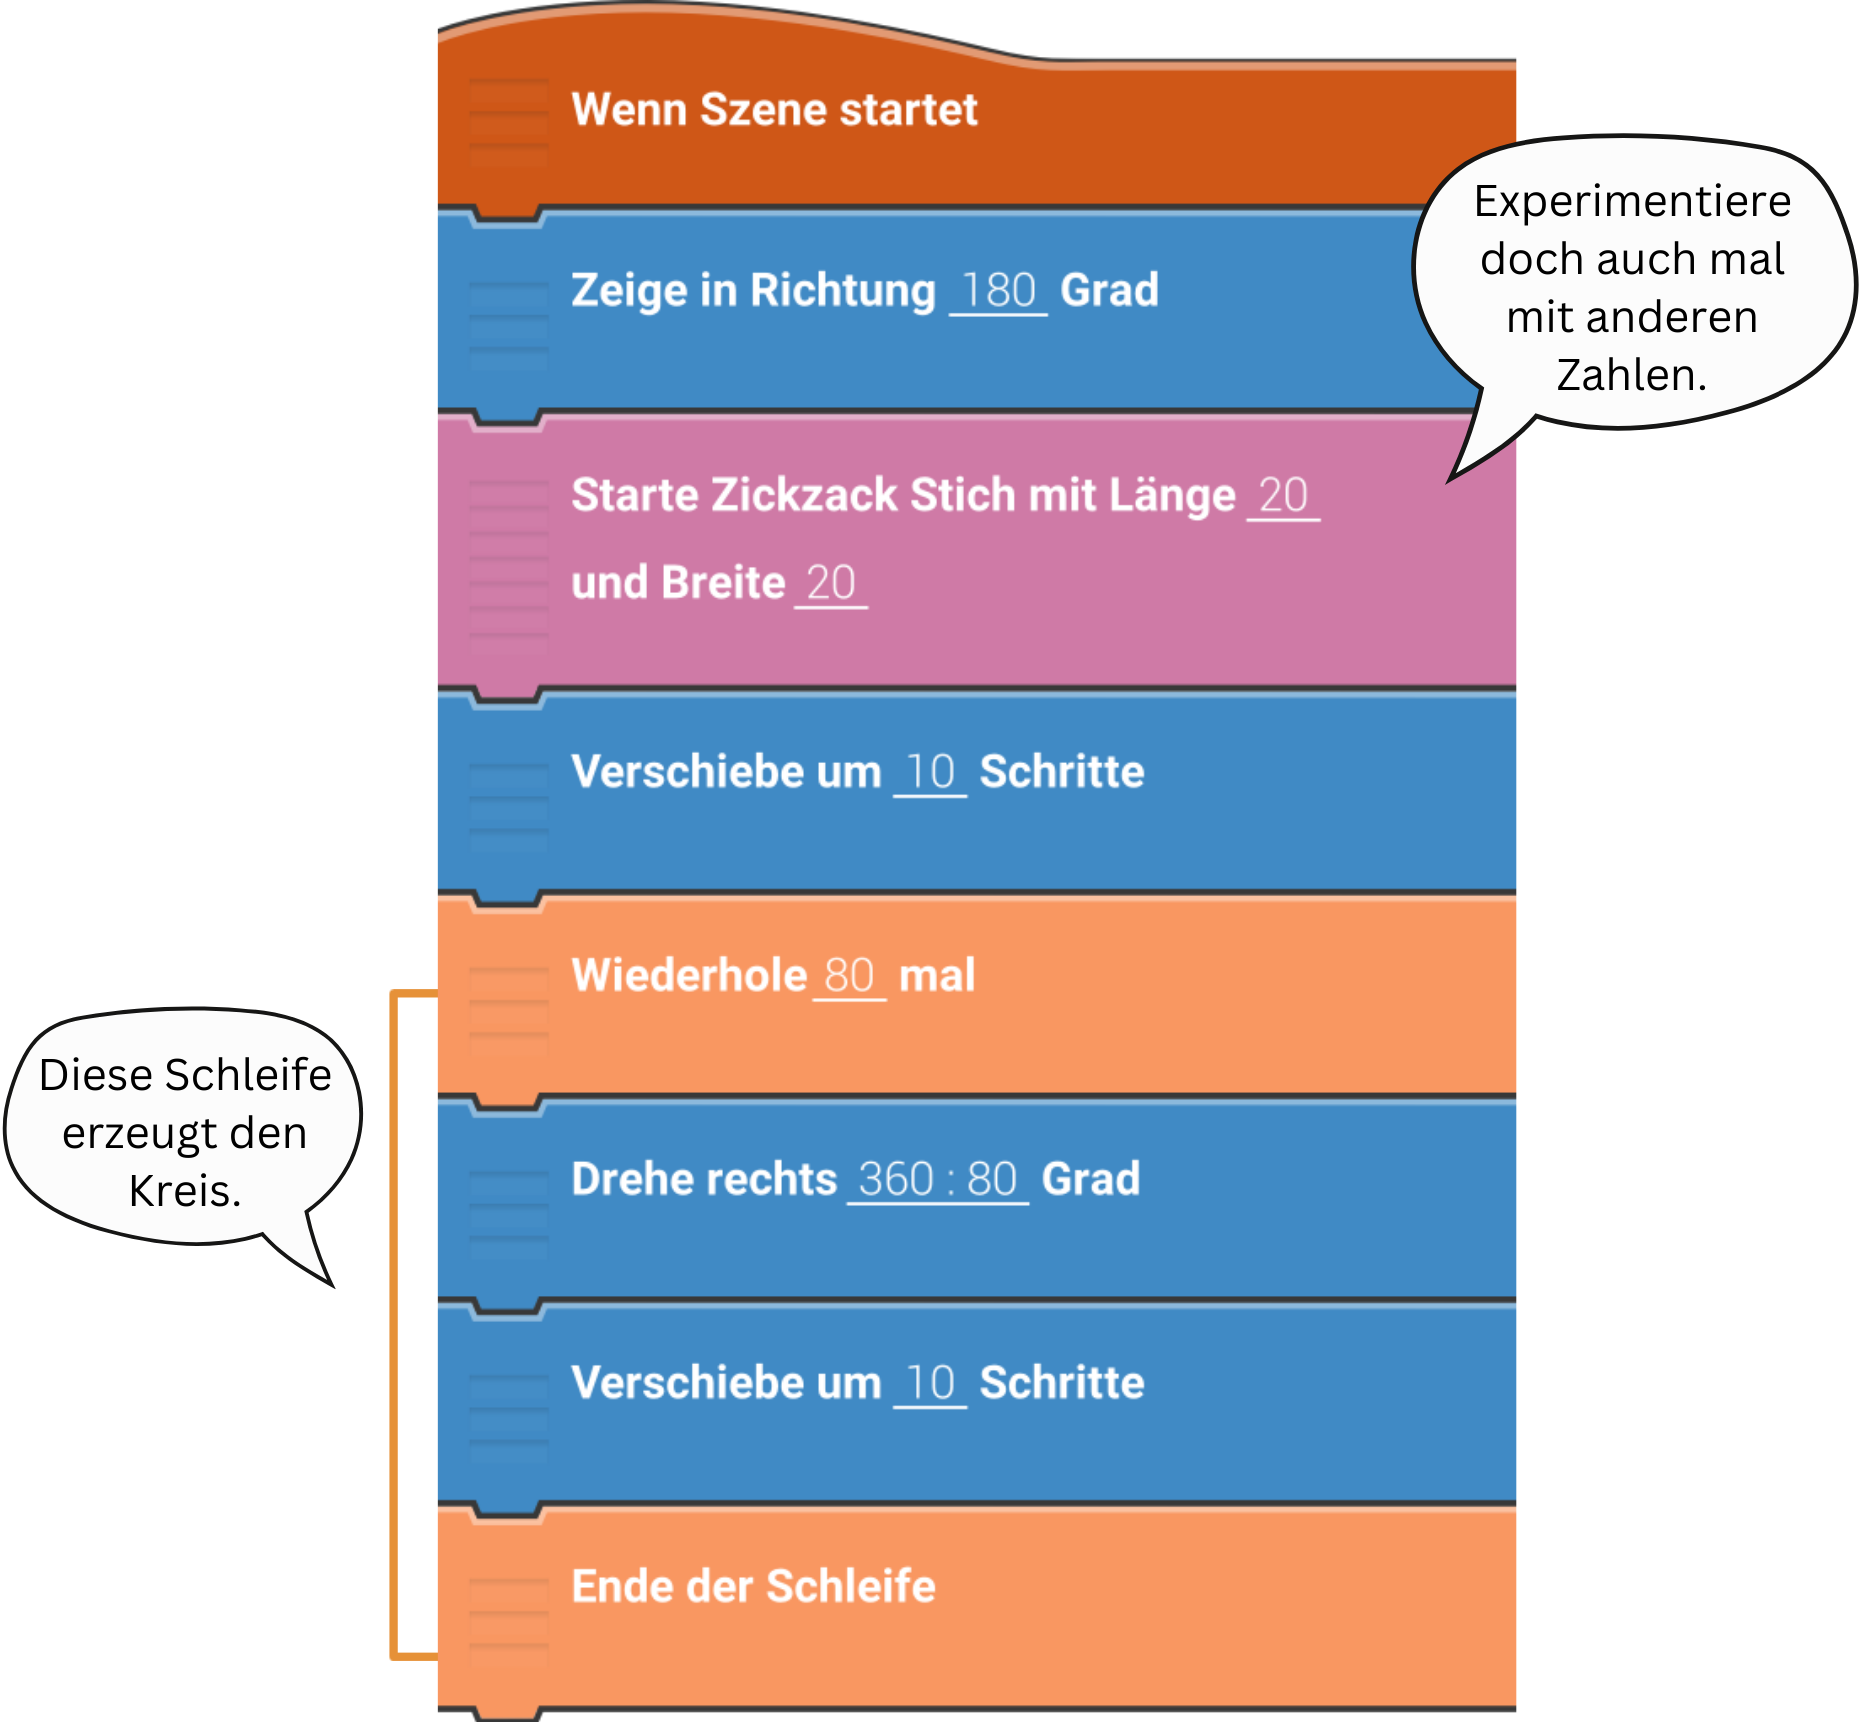 Wenn Szene startet
Zeige in Richtung 180 Grad
Experimentiere
doch auch mal
mit anderen
Zahlen.
Starte Zickzack Stich mit Länge 20
und Breite 20
Verschiebe um 10 Schritte
Wiederhole 80 mal
Diese Schleife
erzeugt den
Kreis.
Drehe rechts 360 : 80 Grad
Verschiebe um 10 Schritte
Ende der Schleife